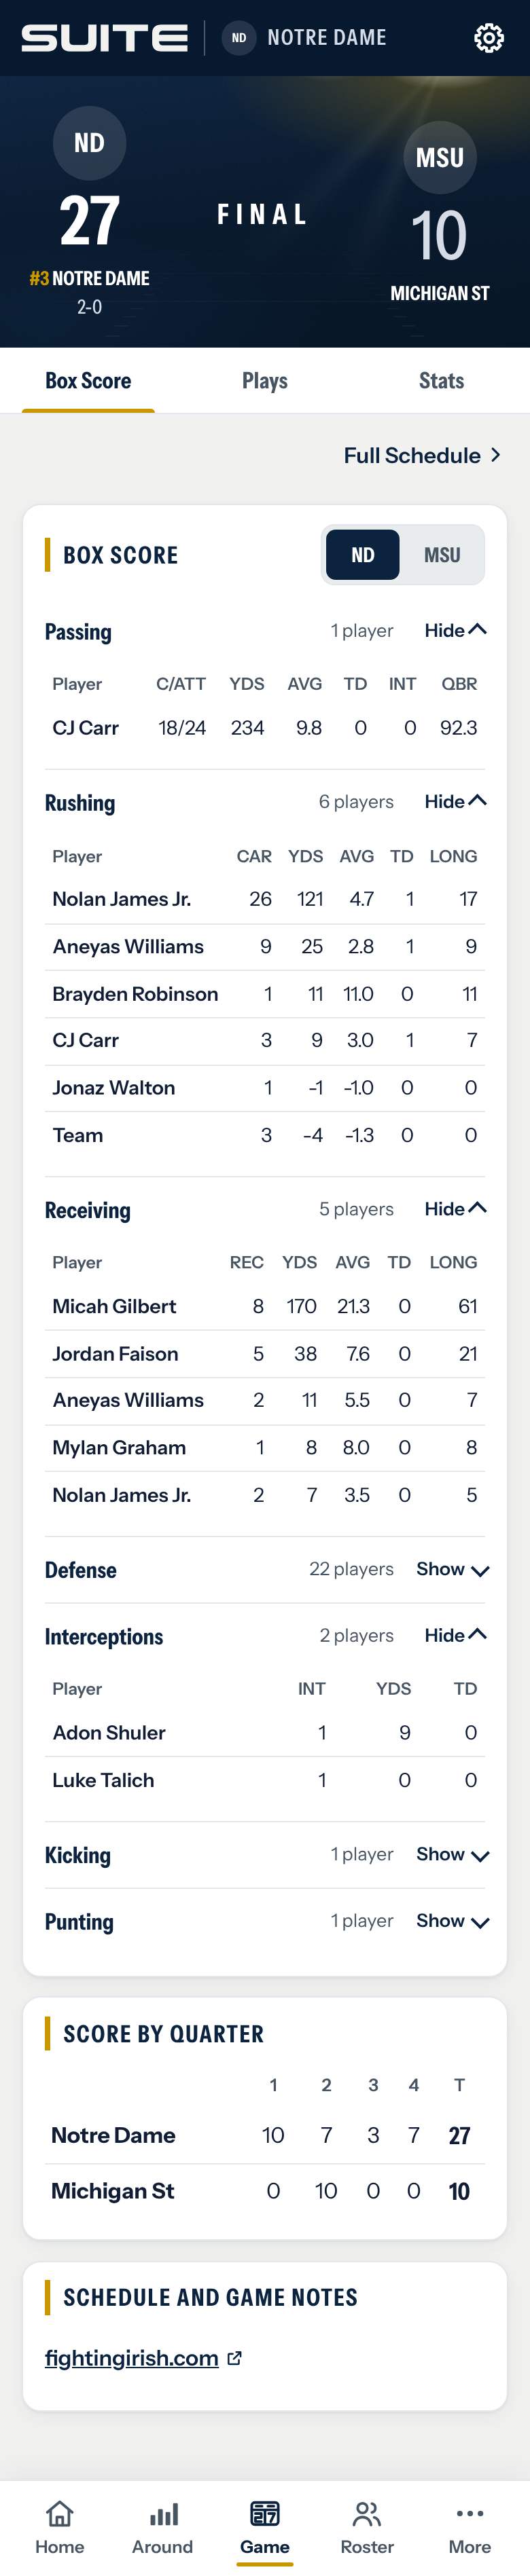 SUITE ND NOTRE DAME
ND MSU
27 FINAL 10
#3 NOTRE DAME MICHIGAN ST
2-0
Box Score Plays Stats
Full Schedule
BOX SCORE ND MSU
Passing 1 player Hide
Player C/ATT YDS AVG TD INT QBR
CJ Carr 18/24 234 9.8 0 0 92.3
Rushing 6 players Hide
Player CAR YDS AVG TD LONG
Nolan James Jr. 26 121 4.7 1 17
Aneyas Williams 9 25 2.8 1 9
Brayden Robinson 1 11 11.0 0 11
CJ Carr 3 9 3.0 1 7
Jonaz Walton 1 -1 -1.0 0 0
Team 3 -4 -1.3 0 0
Receiving 5 players Hide
Player REC YDS AVG TD LONG
Micah Gilbert 8 170 21.3 0 61
Jordan Faison 5 38 7.6 0 21
Aneyas Williams 2 11 5.5 0 7
Mylan Graham 1 8 8.0 0 8
Nolan James Jr. 2 7 3.5 0 5
Defense 22 players Show
Interceptions 2 players Hide
Player INT YDS TD
Adon Shuler 1 9 0
Luke Talich 1 0 0
Kicking 1 player Show
Punting 1 player Show
SCORE BY QUARTER
1 2 3 4 T
Notre Dame 10 7 3 7 27
Michigan St 0 10 0 0 10
SCHEDULE AND GAME NOTES
fightingirish.com
27
Home Around Game Roster More